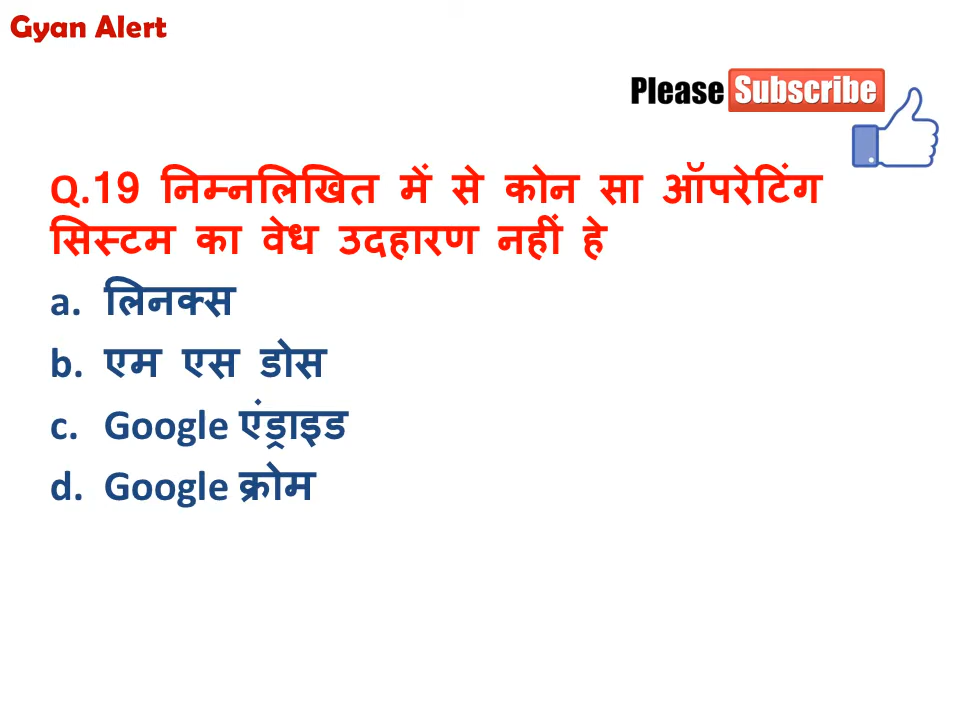 Gyan Alert
Please Subscribe
Q.19 निम्नलिखित में से कोन सा ऑपरेटिंग
सिस्टम का वेध उदहारण नहीं हे
a. लिनक्स
b. एम एस डोस
c. Google एंड्राइड
d. Google क्रोम